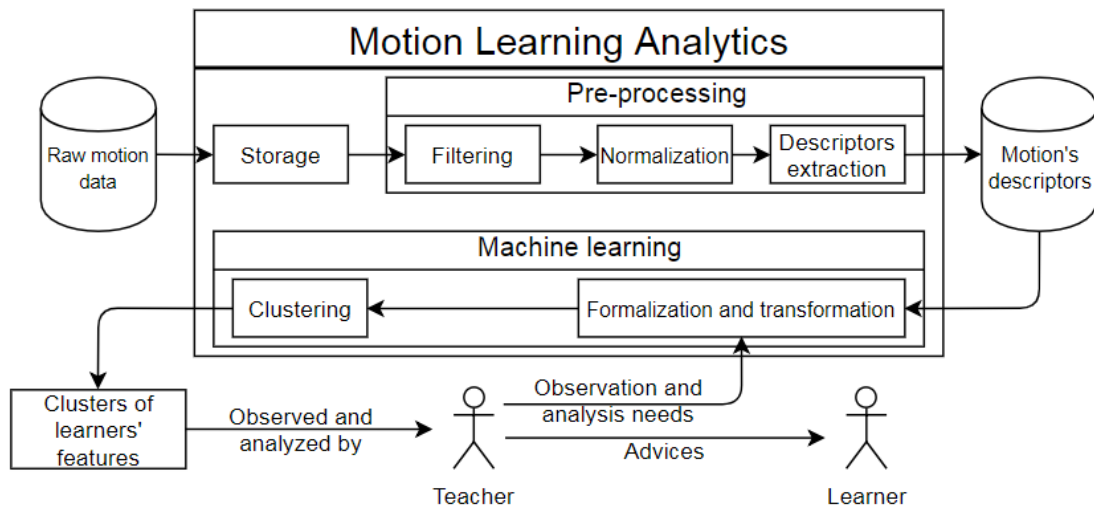 Motion Learning Analytics
Pre-processing
Raw motion
data
Storage
Filtering
Normalization
Descriptors
extraction
Motion's
descriptors
Machine learning
Clustering
Formalization and transformation
Clusters of
learners'
features
Observed and
analyzed by
Observation and
analysis needs
Advices
Teacher
Learner